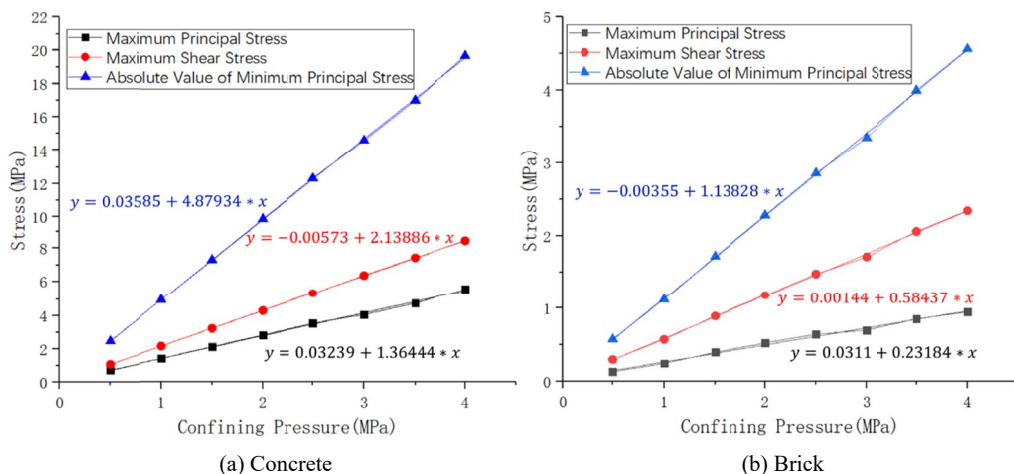 Maximum Principal Stress
Maximum Shear Stress
Absolute Value of Minimum Principal Stress
y = 0.03585 + 4.87934 * x
y = −0.00573 + 2.13886 * x
y = 0.03239 + 1.36444 * x
Stress(MPa)
22
20
18
16
14
12
10
8
6
4
2
0
0 1 2 3 4
Confining Pressure(MPa)
(a) Concrete
Maximum Principal Stress
Maximum Shear Stress
Absolute Value of Minimum Principal Stress
y = −0.00355 + 1.13828 * x
y = 0.00144 + 0.58437 * x
y = 0.0311 + 0.23184 * x
Stress(MPa)
5
4
3
2
1
0
0 1 2 3 4
Confining Pressure(MPa)
(b) Brick